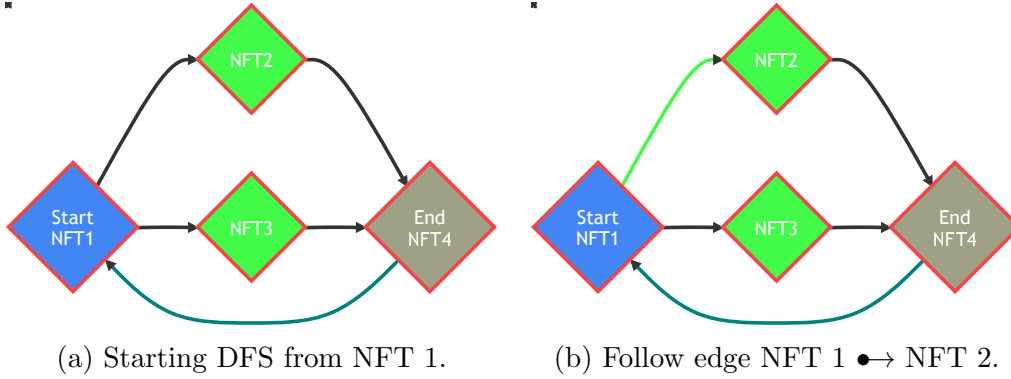 NFT2
Start
NFT1
NFT3
End
NFT4
NFT2
Start
NFT1
NFT3
End
NFT4
(a) Starting DFS from NFT 1.
(b) Follow edge NFT 1 •→ NFT 2.